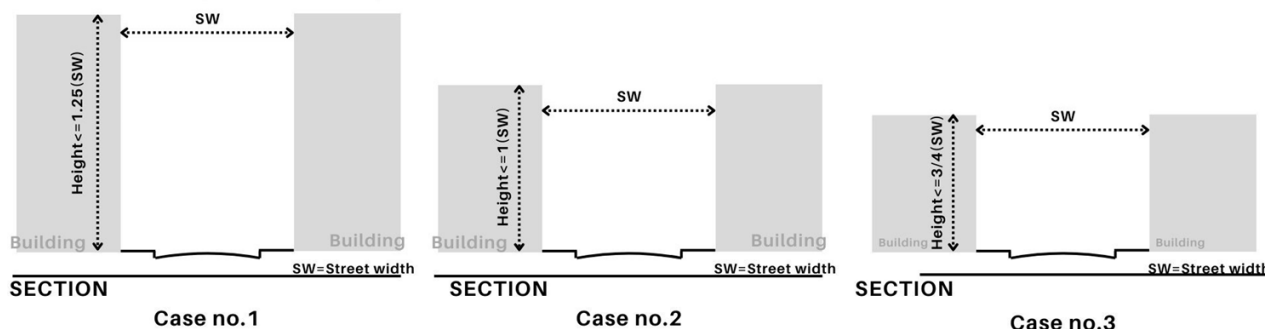 SW
Height<=1.25(SW)
Building
Building
SW=Street width
SECTION
Case no.1
SW
Height<=1(SW)
Building
Building
SW=Street width
SECTION
Case no.2
SW
Height<=3/4(SW)
Building
Building
SW=Street width
SECTION
Case no.3